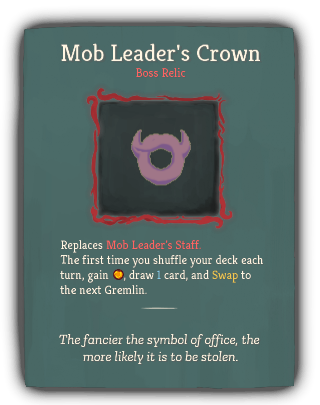 Mob Leader's Crown
Boss Relic
Replaces Mob Leader's Staff.
The first time you shuffle your deck each
turn, gain , draw 1 card, and Swap to
the next Gremlin.
The fancier the symbol of office, the
more likely it is to be stolen.